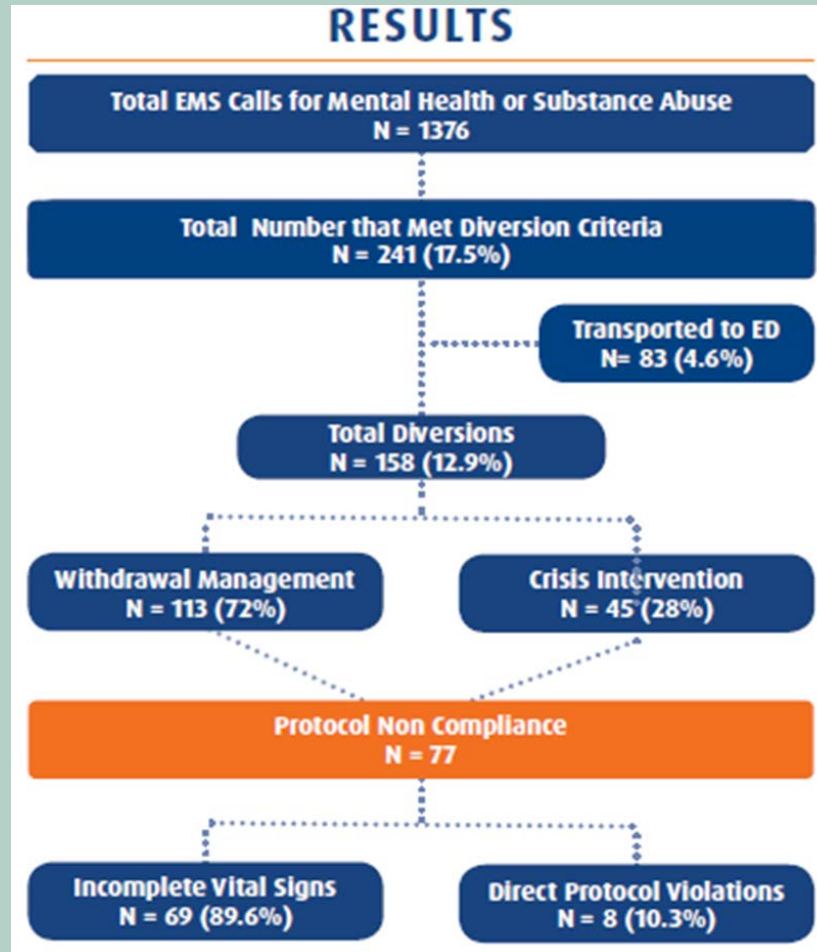 RESULTS
Total EMS Calls for Mental Health or Substance Abuse
N = 1376
Total Number that Met Diversion Criteria
N = 241 (17.5%)
Transported to ED
N= 83 (4.6%)
Total Diversions
N = 158 (12.9%)
Withdrawal Management
N = 113 (72%)
Crisis Intervention
N = 45 (28%)
Protocol Non Compliance
N = 77
Incomplete Vital Signs
N = 69 (89.6%)
Direct Protocol Violations
N = 8 (10.3%)